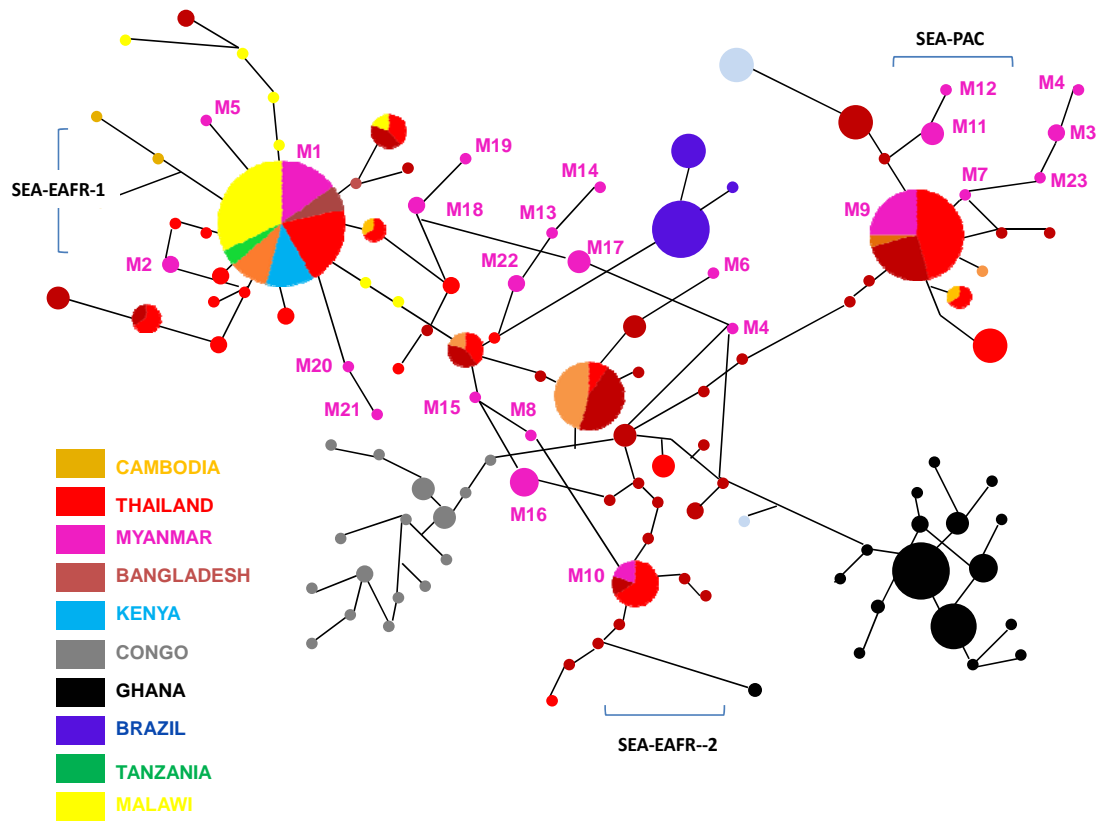 SEA-PAC
M12
M4
M5
M11
M3
M1
M19
SEA-EAFR-1
M14
M7
M23
M18
M13
M9
M17
M2
M22
M6
M4
M20
M21
M15
M8
CAMBODIA
THAILAND
M16
MYANMAR
BANGLADESH
M10
KENYA
CONGO
GHANA
BRAZIL
SEA-EAFR--2
TANZANIA
MALAWI